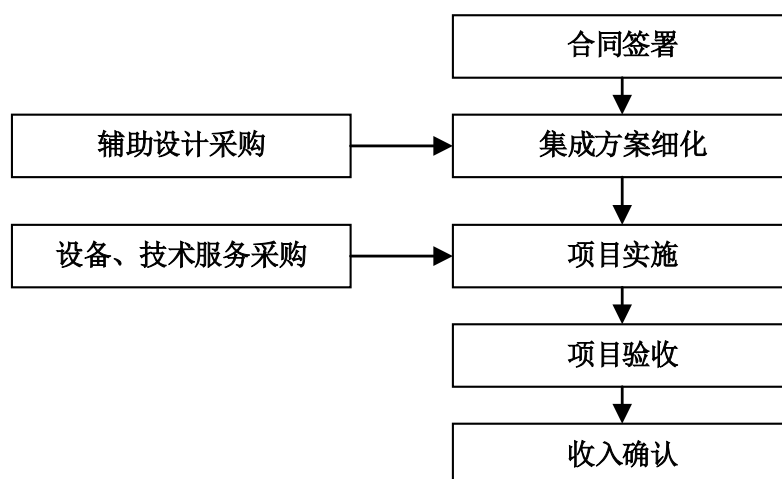 合同签署
辅助设计采购
集成方案细化
设备、技术服务采购
项目实施
项目验收
收入确认